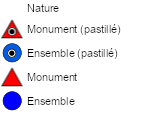 Nature
Monument (pastillé)
Ensemble (pastillé)
Monument
Ensemble